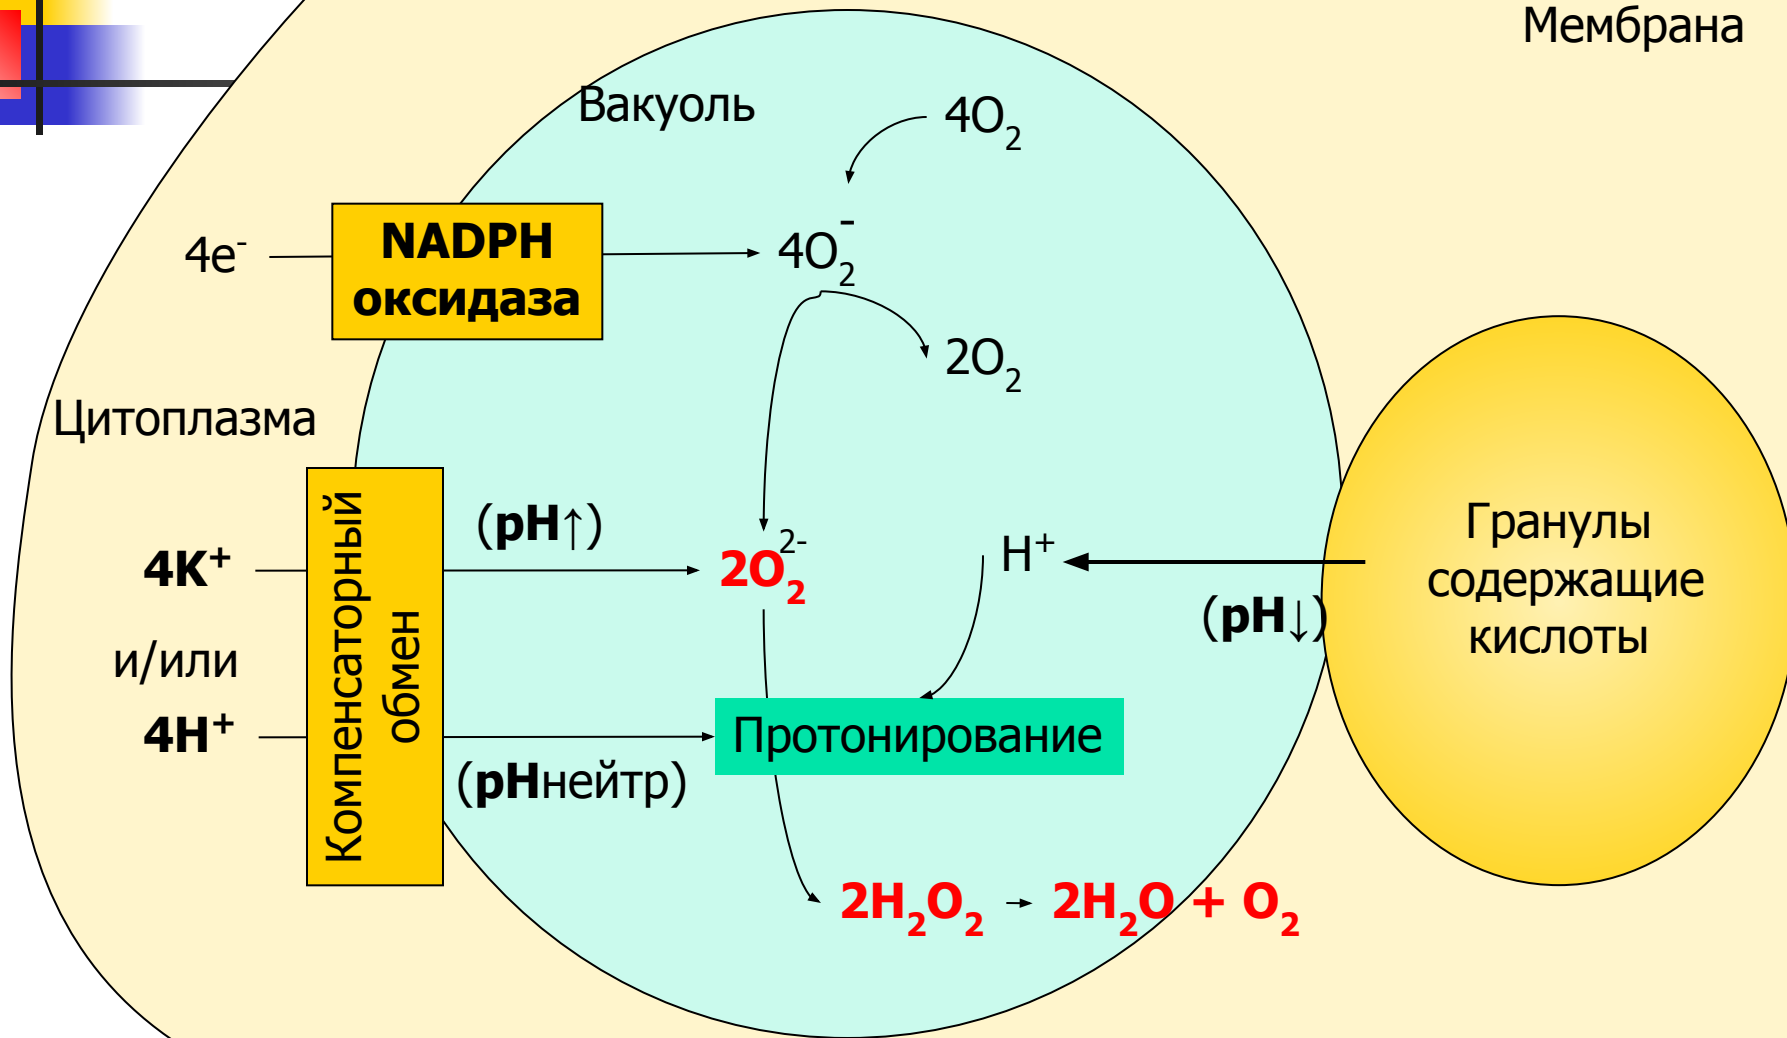 Мембрана
Вакуоль
4O₂
4e⁻
NADPH
оксидаза
4O₂⁻
2O₂
Цитоплазма
Компенсаторный
обмен
(pH↑)
4K⁺
2O₂²⁻
H⁺
(pH↓)
Гранулы
содержащие
кислоты
и/или
4H⁺
Протонирование
(pHнейтр)
2H₂O₂ → 2H₂O + O₂